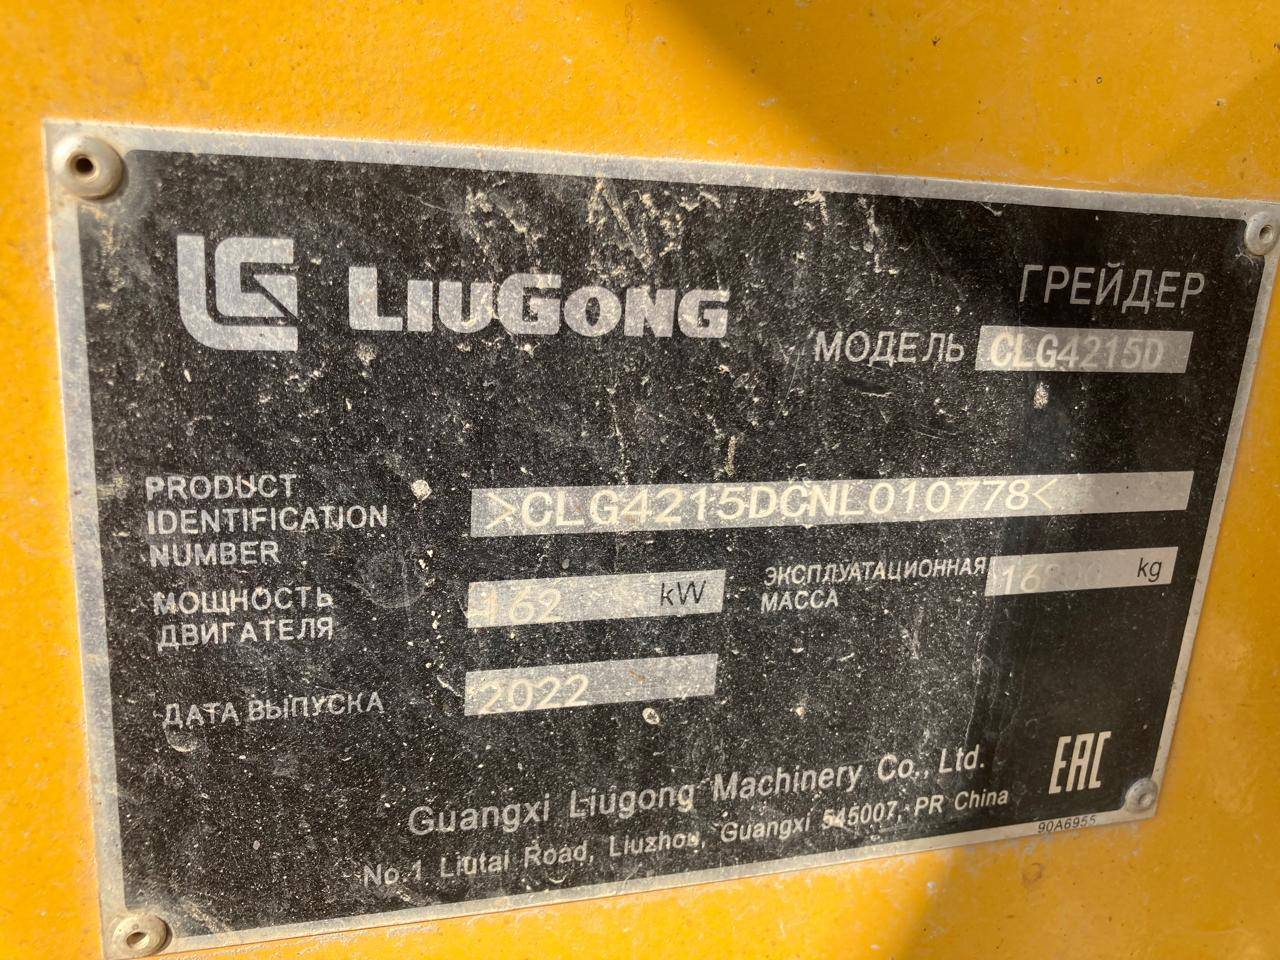 LG LIUGONG
ГРЕЙДЕР
МОДЕЛЬ CLG4215D
PRODUCT
IDENTIFICATION
NUMBER
>CLG4215DCNL010778<
МОЩНОСТЬ
ДВИГАТЕЛЯ
162 kW
ЭКСПЛУАТАЦИОННАЯ
МАССА
kg
ДАТА ВЫПУСКА 2022
EAC
Guangxi Liugong Machinery Co., Ltd.
No.1 Liutai Road, Liuzhou, Guangxi 545007, PR China
90A6955